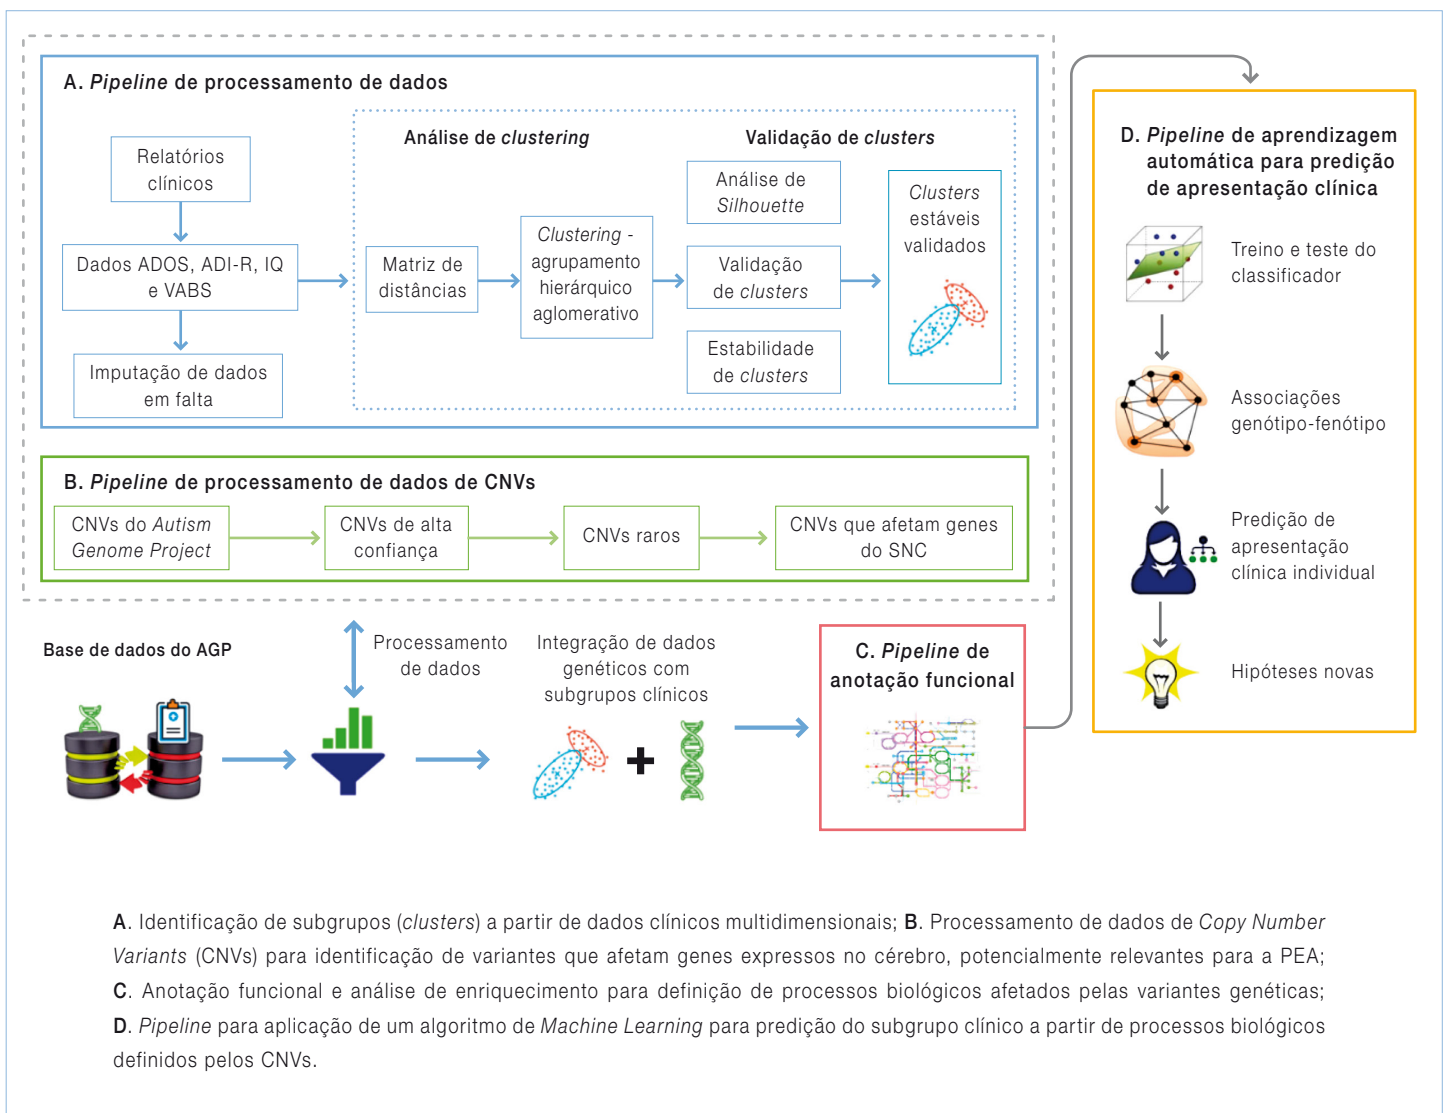 A. Pipeline de processamento de dados
Relatórios
clínicos
Dados ADOS, ADI-R, IQ
e VABS
Imputação de dados
em falta
Análise de clustering
Matriz de
distâncias
Clustering -
agrupamento
hierárquico
aglomerativo
Validação de clusters
Análise de
Silhouette
Validação
de clusters
Estabilidade
de clusters
Clusters
estáveis
validados
B. Pipeline de processamento de dados de CNVs
CNVs do Autism
Genome Project
CNVs de alta
confiança
CNVs raros
CNVs que afetam genes
do SNC
Base de dados do AGP
Processamento
de dados
Integração de dados
genéticos com
subgrupos clínicos
C. Pipeline de
anotação funcional
D. Pipeline de aprendizagem
automática para predição
de apresentação clínica
Treino e teste do
classificador
Associações
genótipo-fenótipo
Predição de
apresentação
clínica individual
Hipóteses novas
A. Identificação de subgrupos (clusters) a partir de dados clínicos multidimensionais; B. Processamento de dados de Copy Number
Variants (CNVs) para identificação de variantes que afetam genes expressos no cérebro, potencialmente relevantes para a PEA;
C. Anotação funcional e análise de enriquecimento para definição de processos biológicos afetados pelas variantes genéticas;
D. Pipeline para aplicação de um algoritmo de Machine Learning para predição do subgrupo clínico a partir de processos biológicos
definidos pelos CNVs.